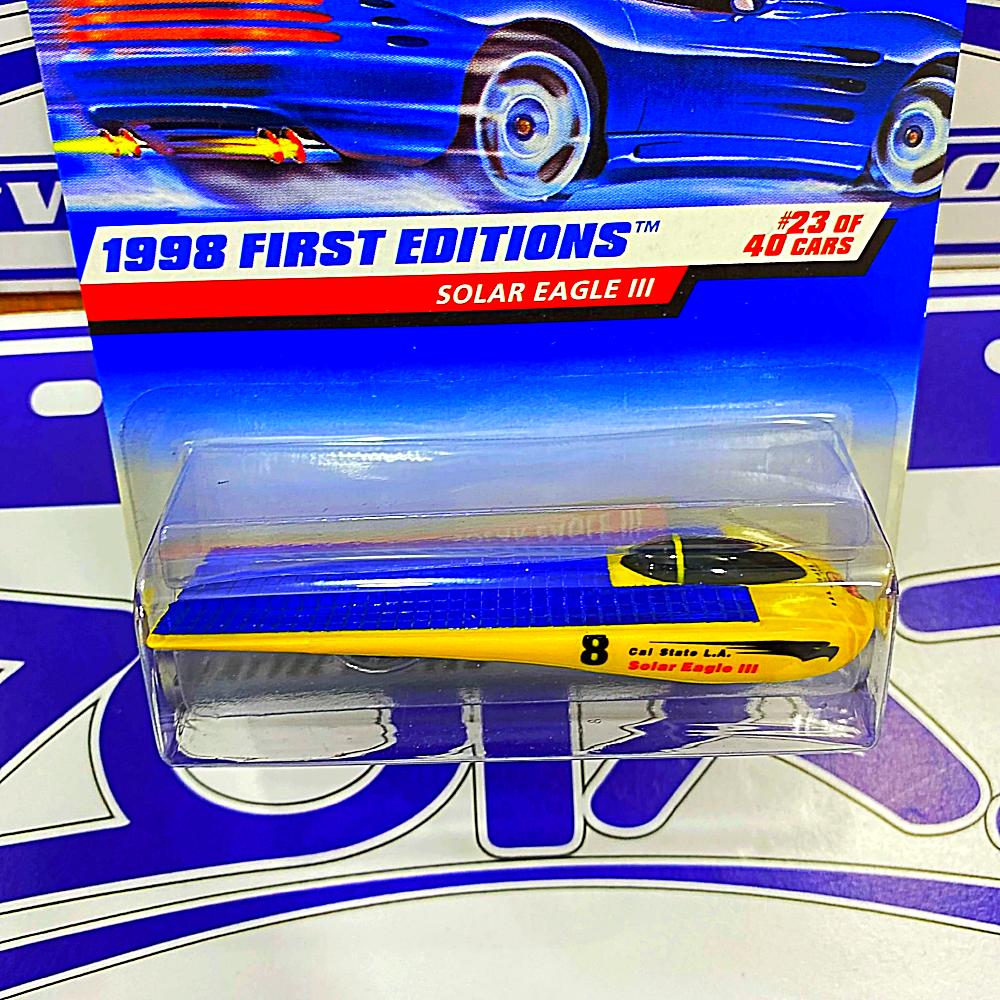 1998 FIRST EDITIONS™
#23 OF
40 CARS
SOLAR EAGLE III
8
Cal State L.A.
Solar Eagle III